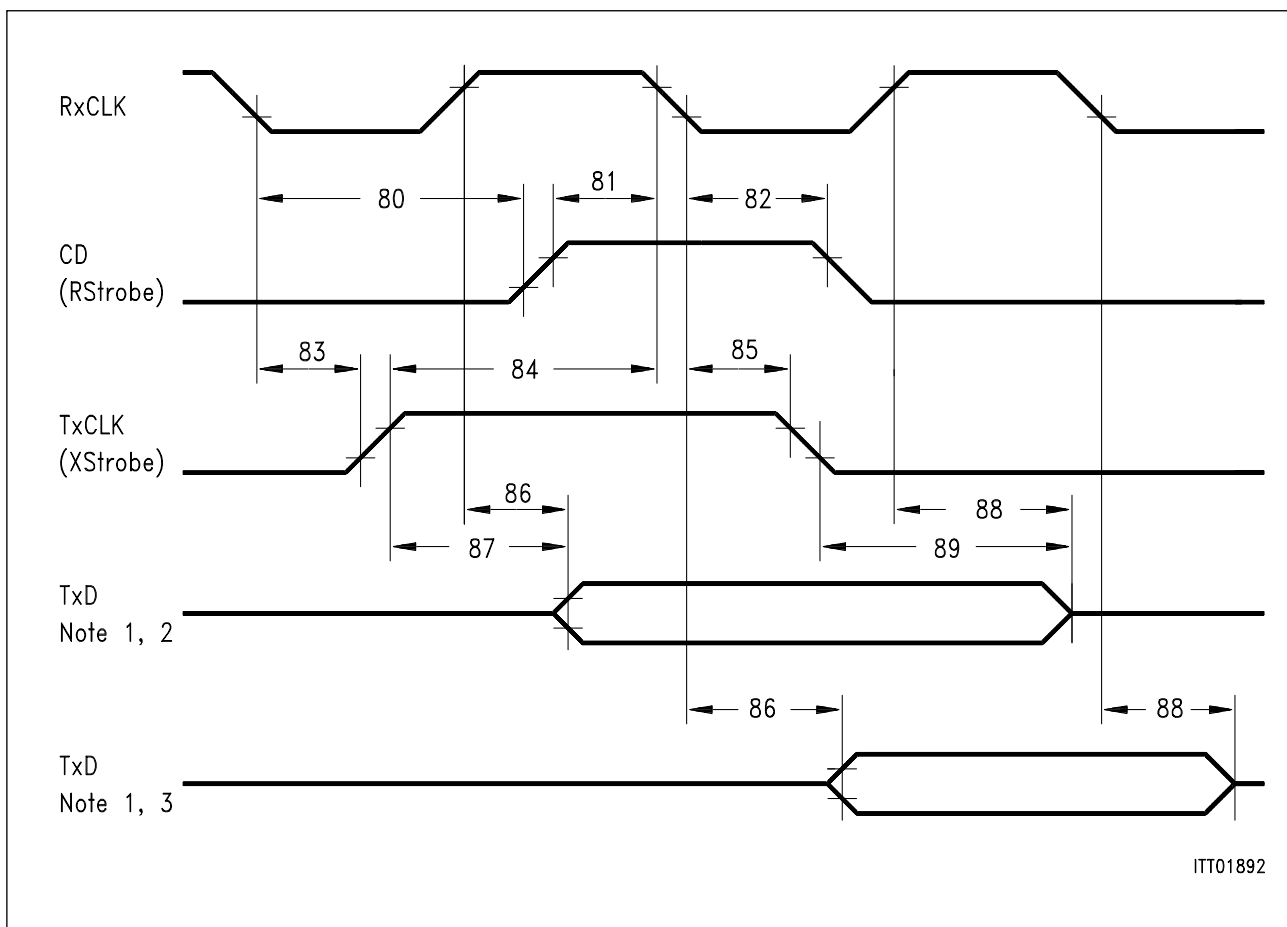 RxCLK
80
81
82
CD
(RStrobe)
83
84
85
TxCLK
(XStrobe)
86
88
87
89
TxD
Note 1, 2
86
88
TxD
Note 1, 3
ITT01892